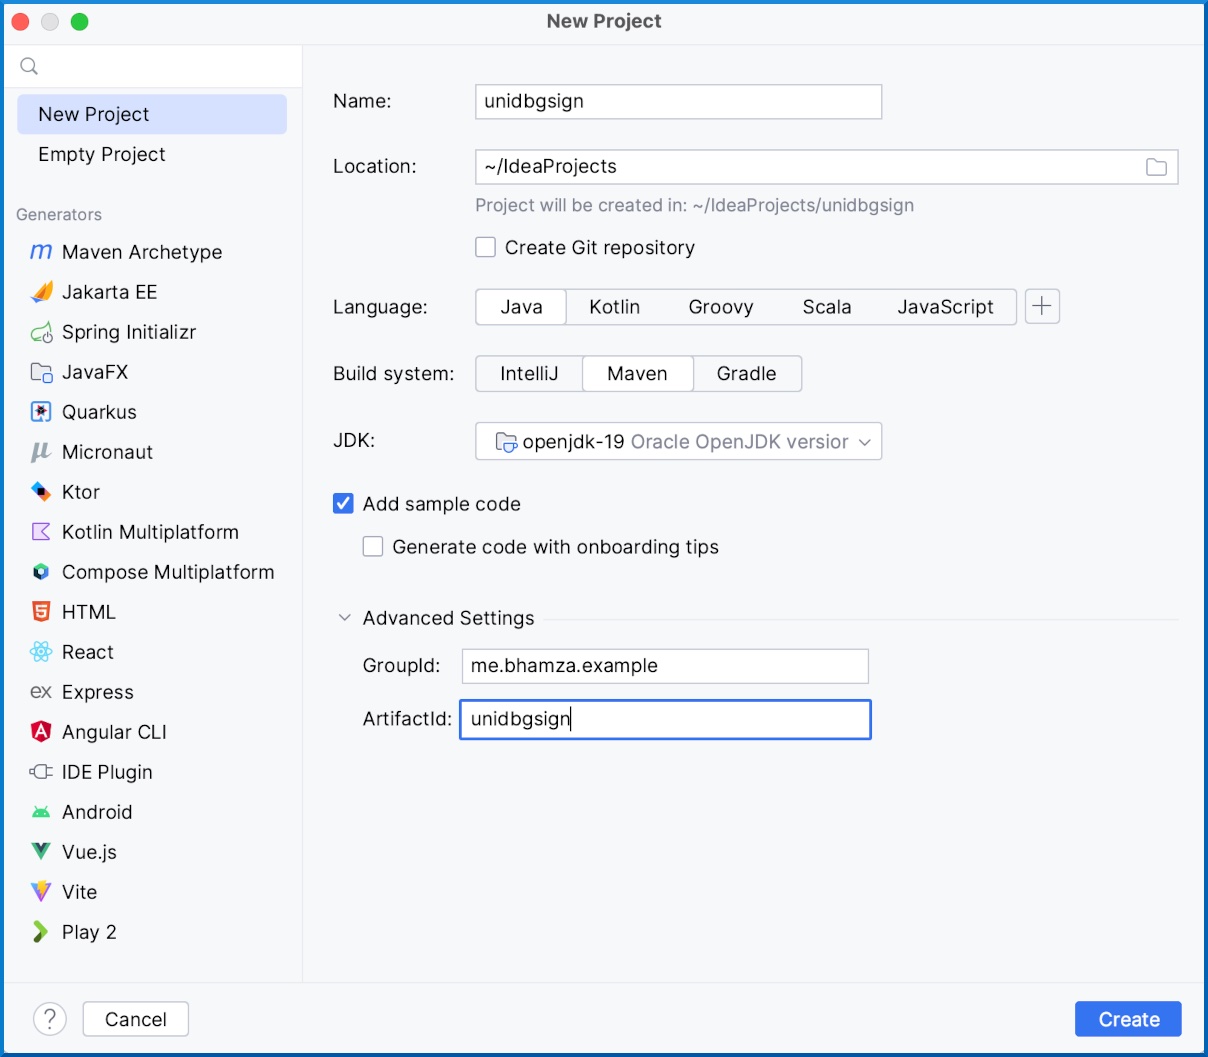 New Project
New Project
Empty Project
Generators
Maven Archetype
Jakarta EE
Spring Initializr
JavaFX
Quarkus
Micronaut
Ktor
Kotlin Multiplatform
Compose Multiplatform
HTML
React
ex Express
Angular CLI
IDE Plugin
Android
Vue.js
Vite
Play 2
Name: unidbgsign
Location: ~/IdeaProjects
Project will be created in: ~/IdeaProjects/unidbgsign
Create Git repository
Language: Java Kotlin Groovy Scala JavaScript +
Build system: IntelliJ Maven Gradle
JDK: openjdk-19 Oracle OpenJDK version
Add sample code
Generate code with onboarding tips
Advanced Settings
GroupId: me.bhamza.example
ArtifactId: unidbgsign
? Cancel Create